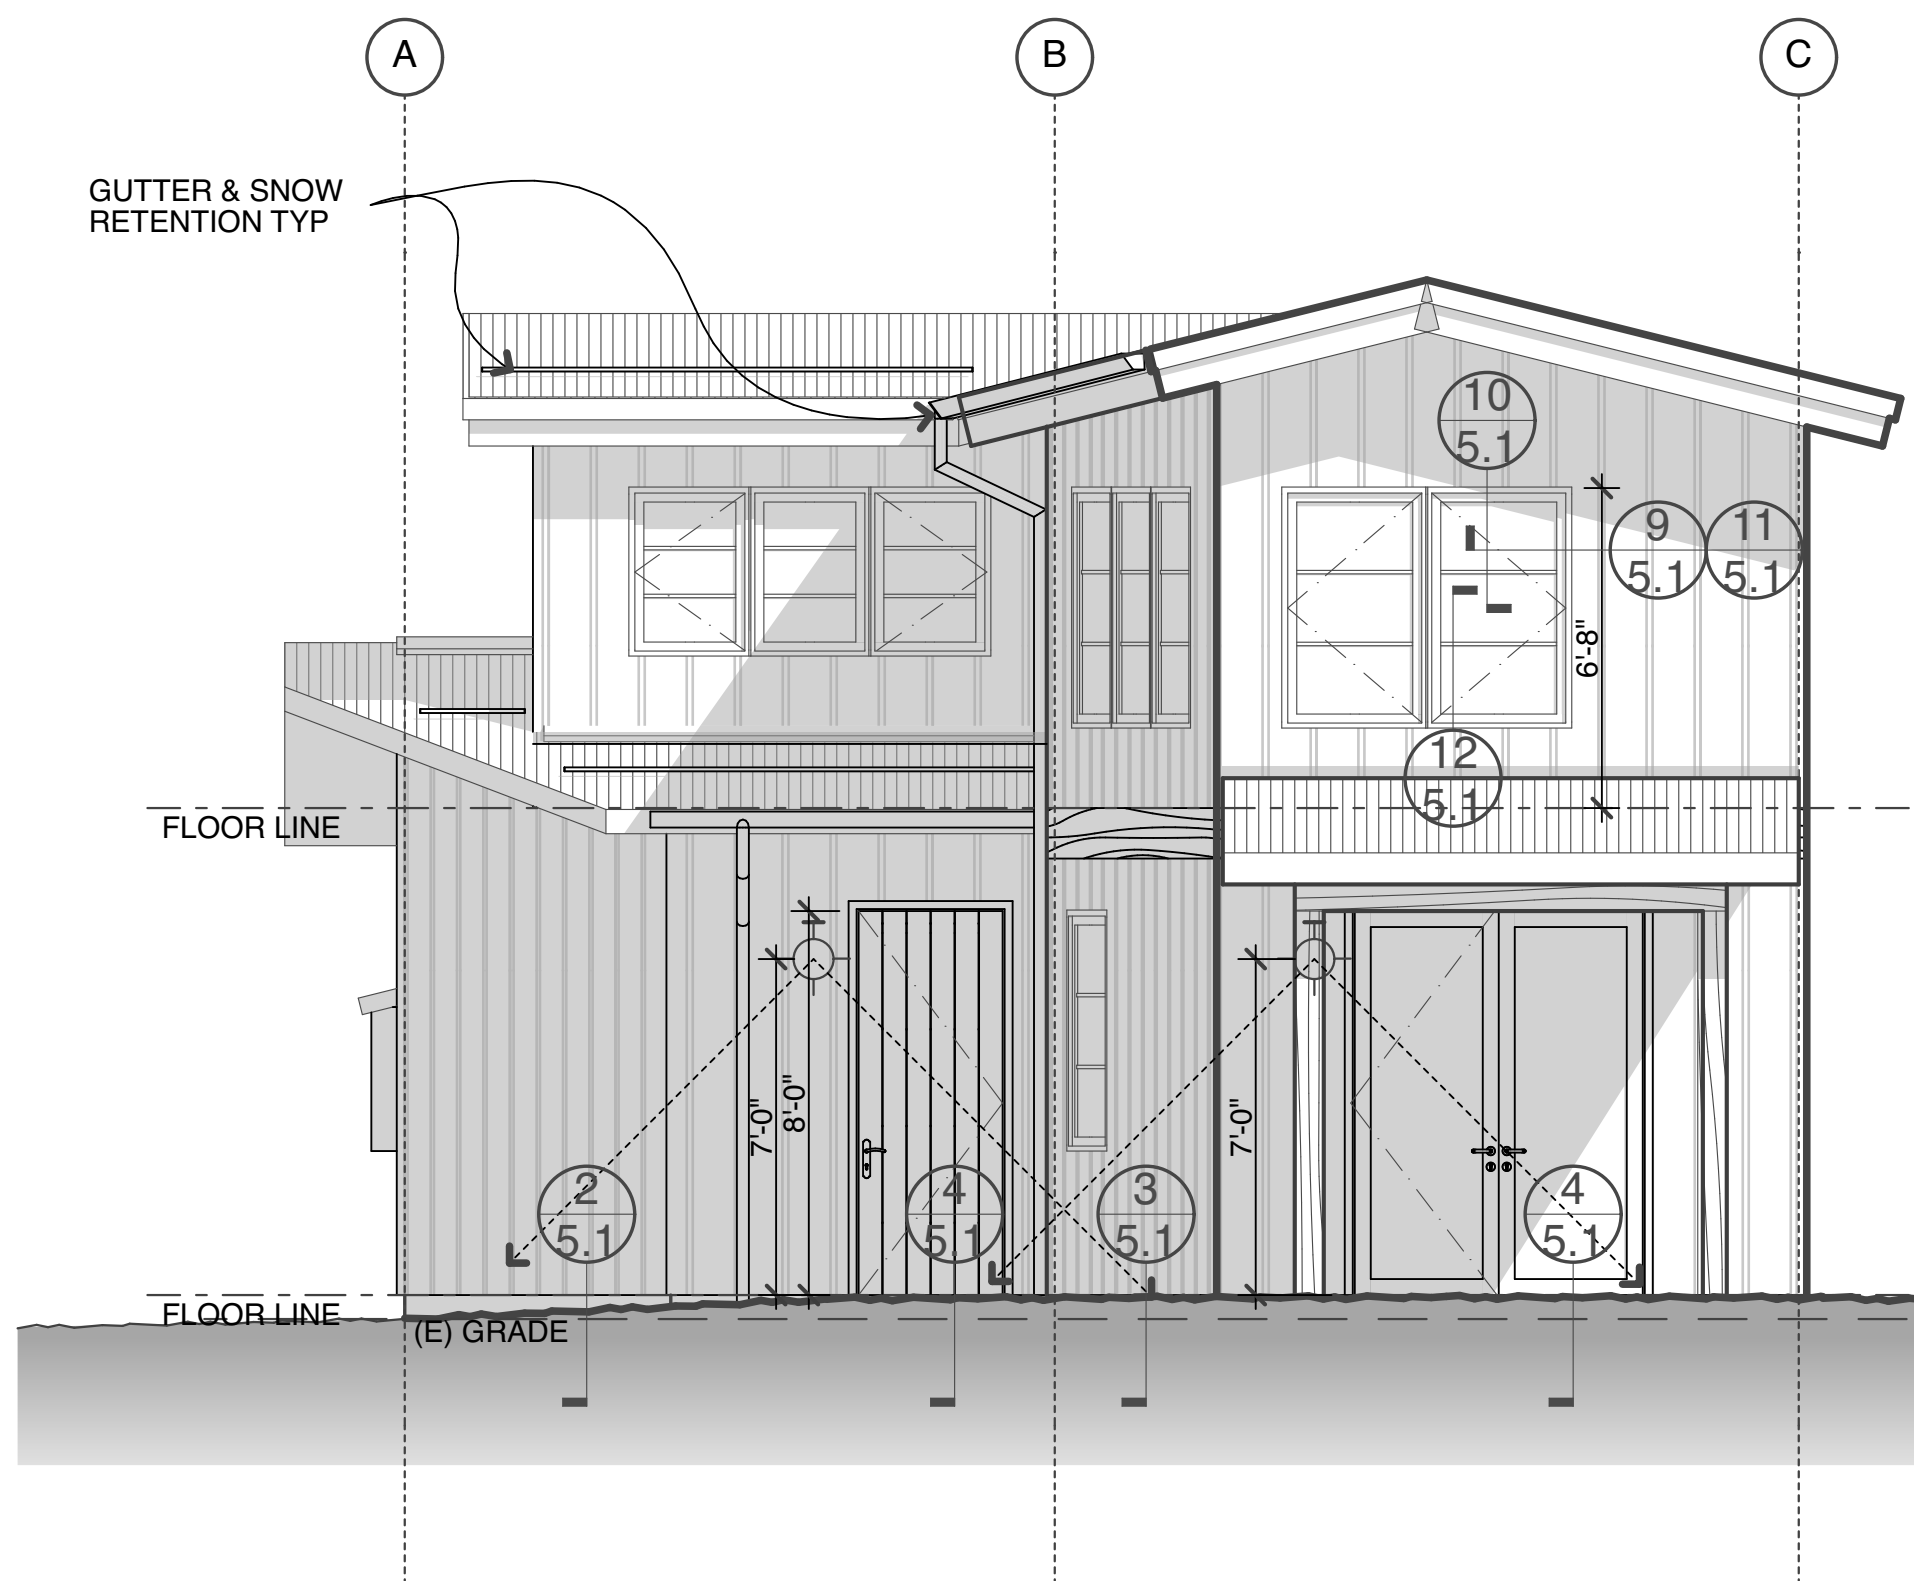 A
B
C
GUTTER & SNOW
RETENTION TYP
10
5.1
9
5.1
11
5.1
6'-8"
12
5.1
FLOOR LINE
7'-0"
8'-0"
7'-0"
2
5.1
4
5.1
3
5.1
4
5.1
FLOOR LINE
(E) GRADE